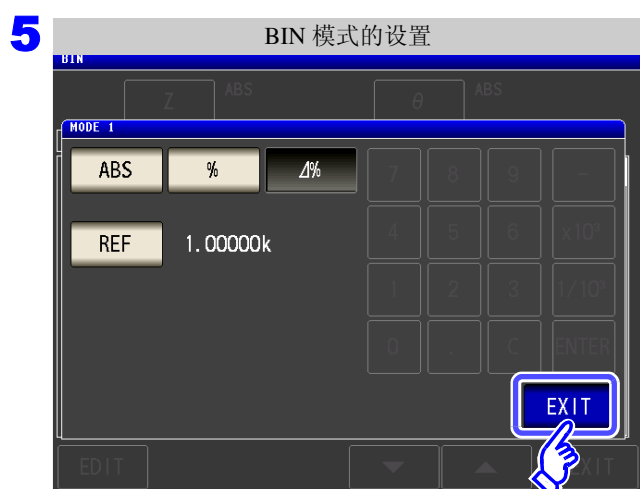 5
BIN 模式的设置
BIN
Z ABS θ ABS
MODE 1
ABS % Δ% 7 8 9 -
REF 1.00000k 4 5 6 x10³
1 2 3 1/10³
0 . C ENTER
EXIT
EDIT ▼ ▲ EXIT